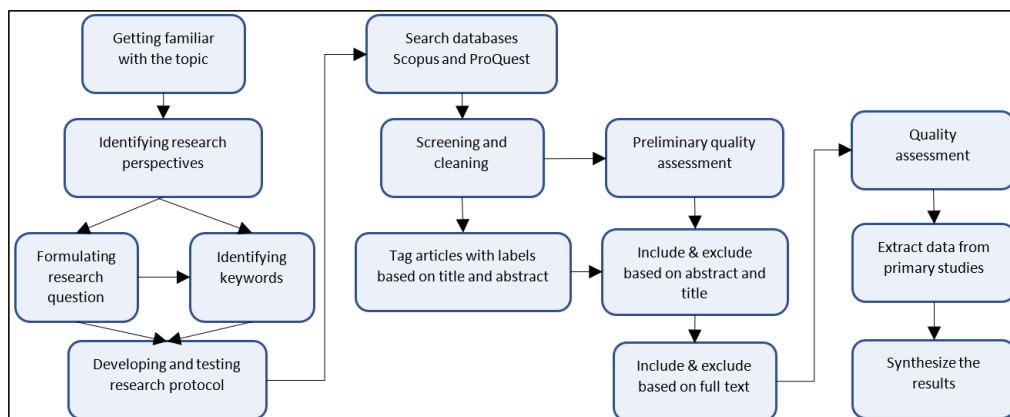 Getting familiar
with the topic
Identifying research
perspectives
Formulating
research
question
Identifying
keywords
Developing and testing
research protocol
Search databases
Scopus and ProQuest
Screening and
cleaning
Tag articles with labels
based on title and abstract
Preliminary quality
assessment
Include & exclude
based on abstract and
title
Include & exclude
based on full text
Quality
assessment
Extract data from
primary studies
Synthesize the
results